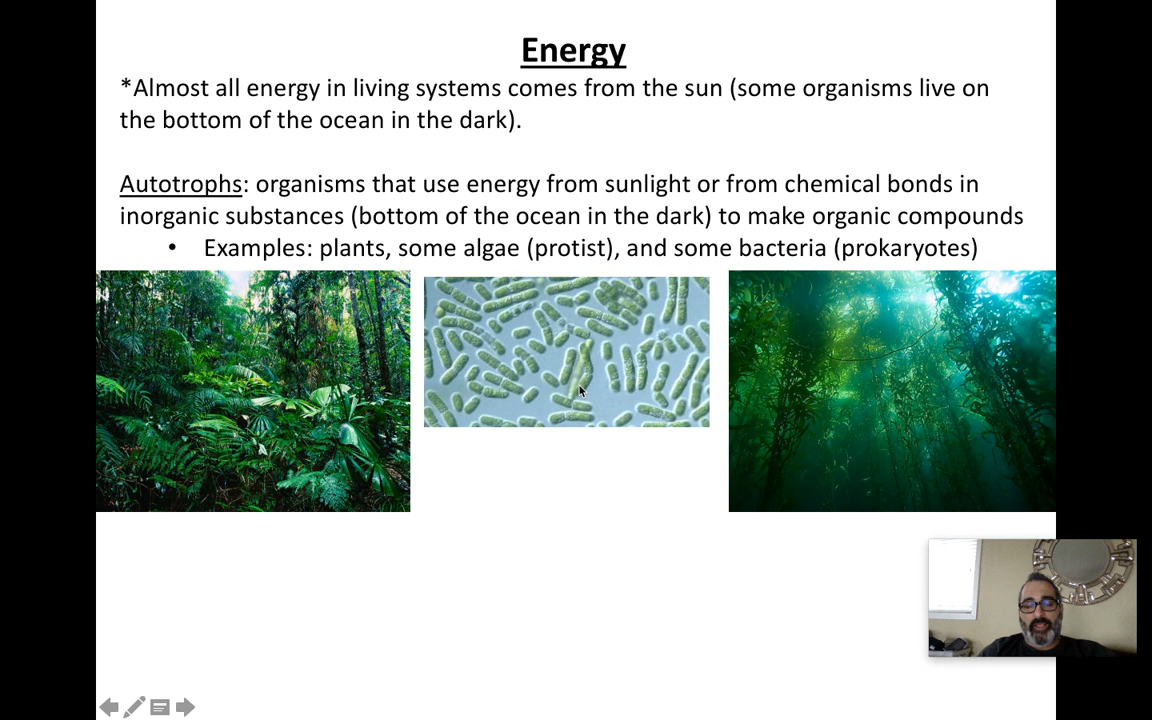 Energy
*Almost all energy in living systems comes from the sun (some organisms live on
the bottom of the ocean in the dark).
Autotrophs: organisms that use energy from sunlight or from chemical bonds in
inorganic substances (bottom of the ocean in the dark) to make organic compounds
• Examples: plants, some algae (protist), and some bacteria (prokaryotes)